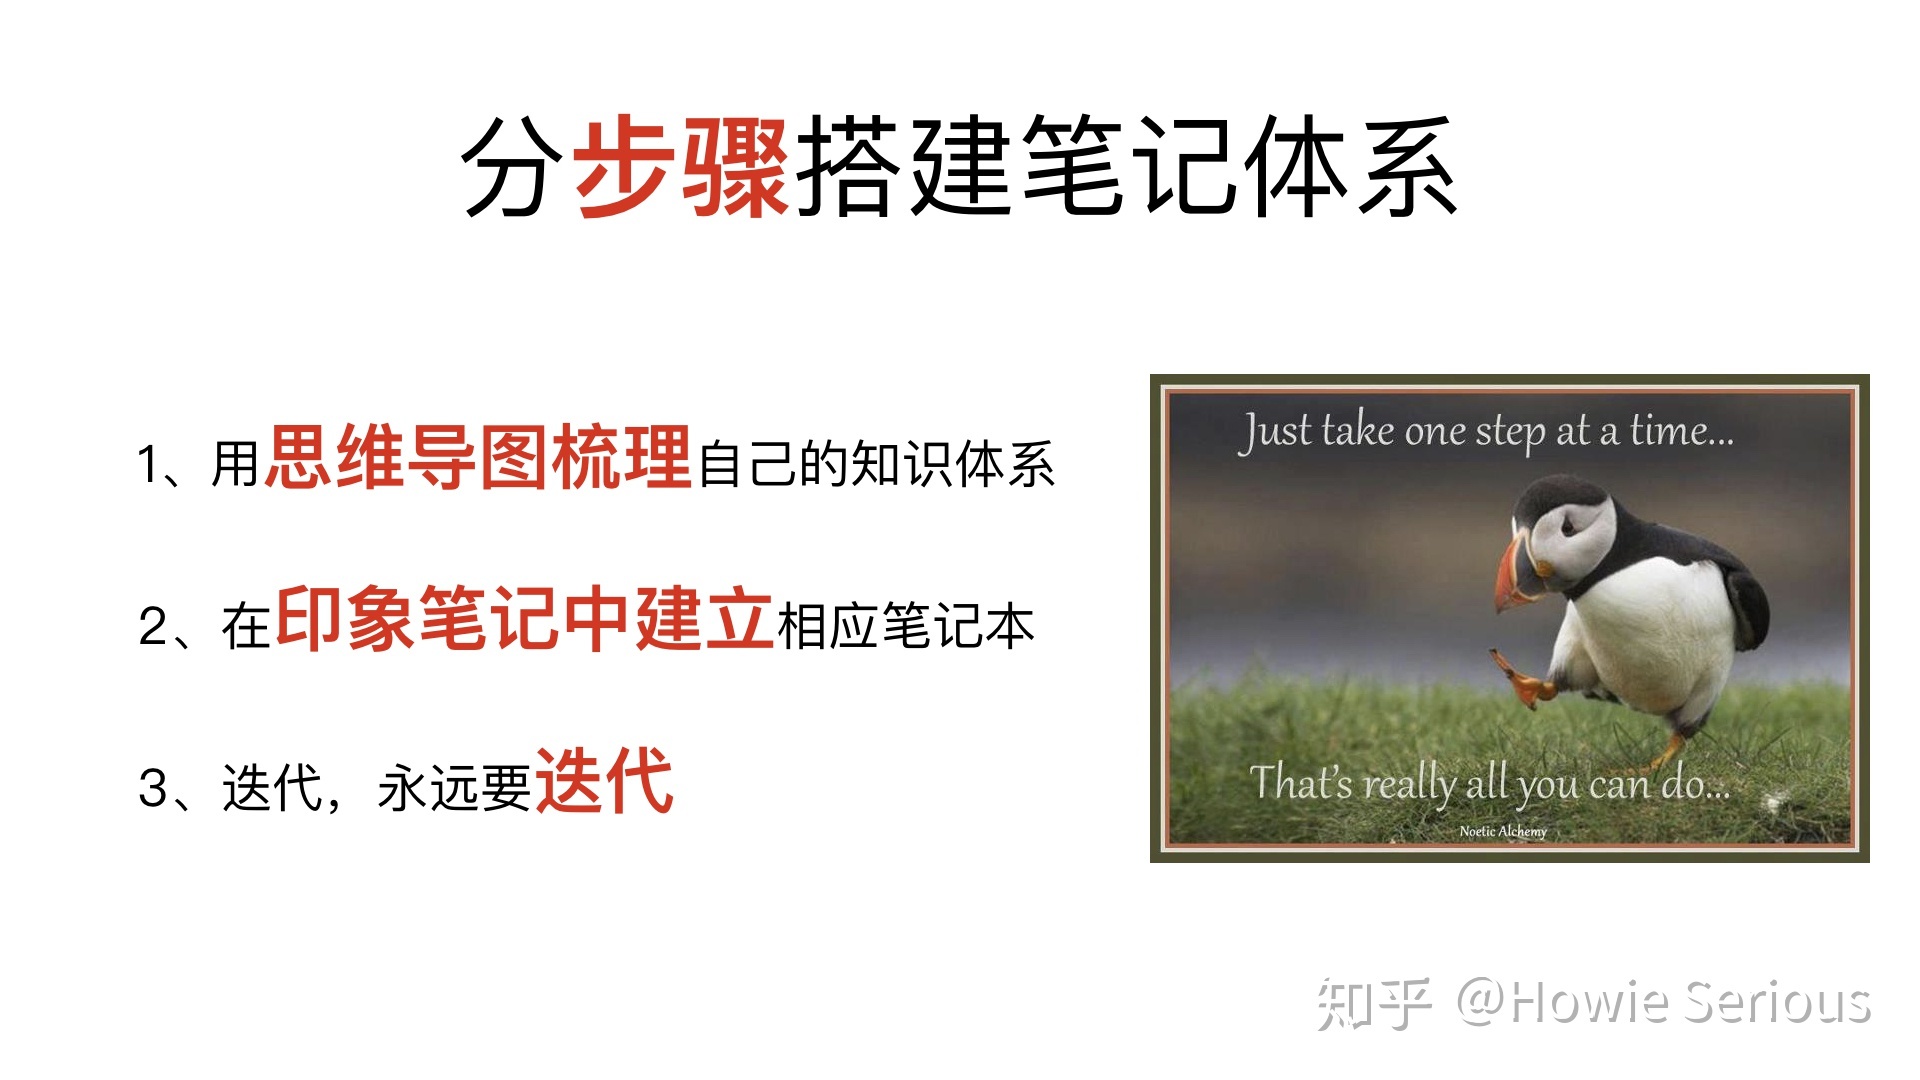 分步骤搭建笔记体系
1、用思维导图梳理自己的知识体系
2、在印象笔记中建立相应笔记本
3、迭代，永远要迭代
Just take one step at a time...
That's really all you can do...
Noetic Alchemy
知乎 @Howie Serious